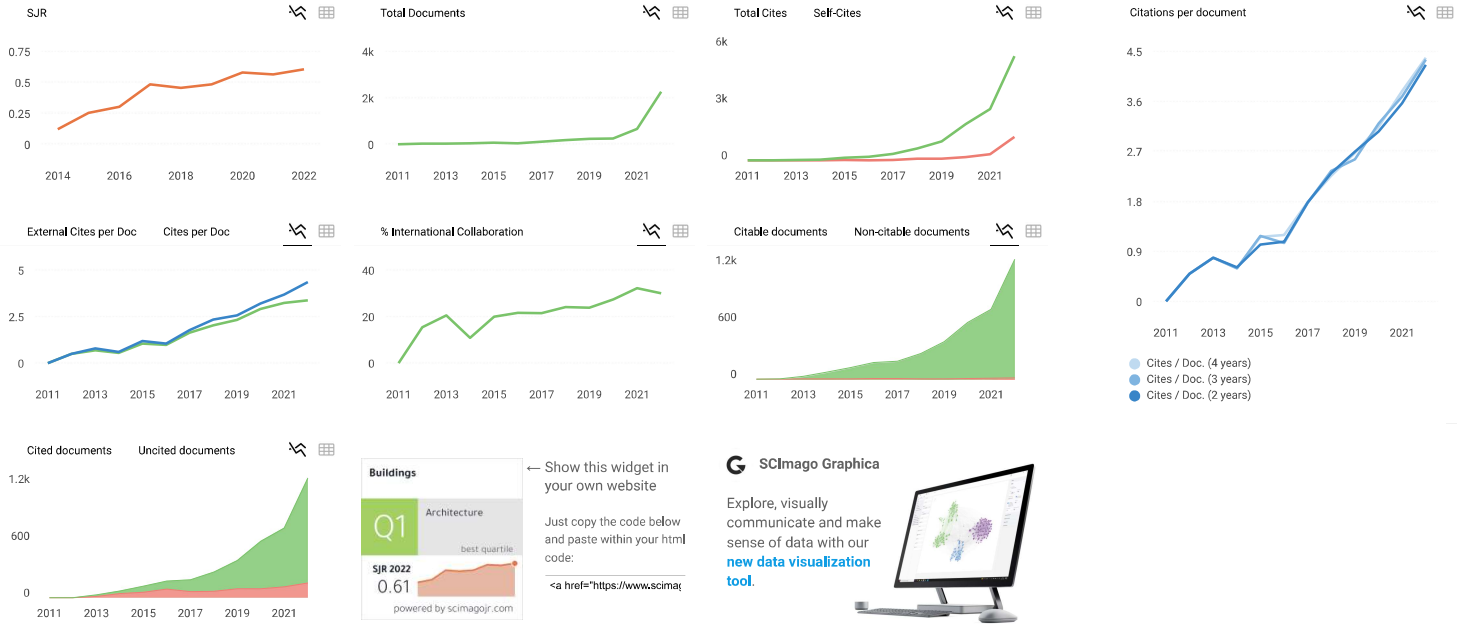 SJR
0.75
0.5
0.25
0
2014 2016 2018 2020 2022
Total Documents
4k
2k
0
2011 2013 2015 2017 2019 2021
Total Cites Self-Cites
6k
3k
0
2011 2013 2015 2017 2019 2021
Citations per document
4.5
3.6
2.7
1.8
0.9
0
2011 2013 2015 2017 2019 2021
Cites / Doc. (4 years)
Cites / Doc. (3 years)
Cites / Doc. (2 years)
External Cites per Doc Cites per Doc
5
2.5
0
2011 2013 2015 2017 2019 2021
% International Collaboration
40
20
0
2011 2013 2015 2017 2019 2021
Citable documents Non-citable documents
1.2k
600
0
2011 2013 2015 2017 2019 2021
Cited documents Uncited documents
1.2k
600
0
2011 2013 2015 2017 2019 2021
Buildings
Q1
Architecture
best quartile
SJR 2022
0.61
powered by scimagojr.com
← Show this widget in
your own website
Just copy the code below
and paste within your html
code:
<a href="https://www.scimag
SCImago Graphica
Explore, visually
communicate and make
sense of data with our
new data visualization
tool.